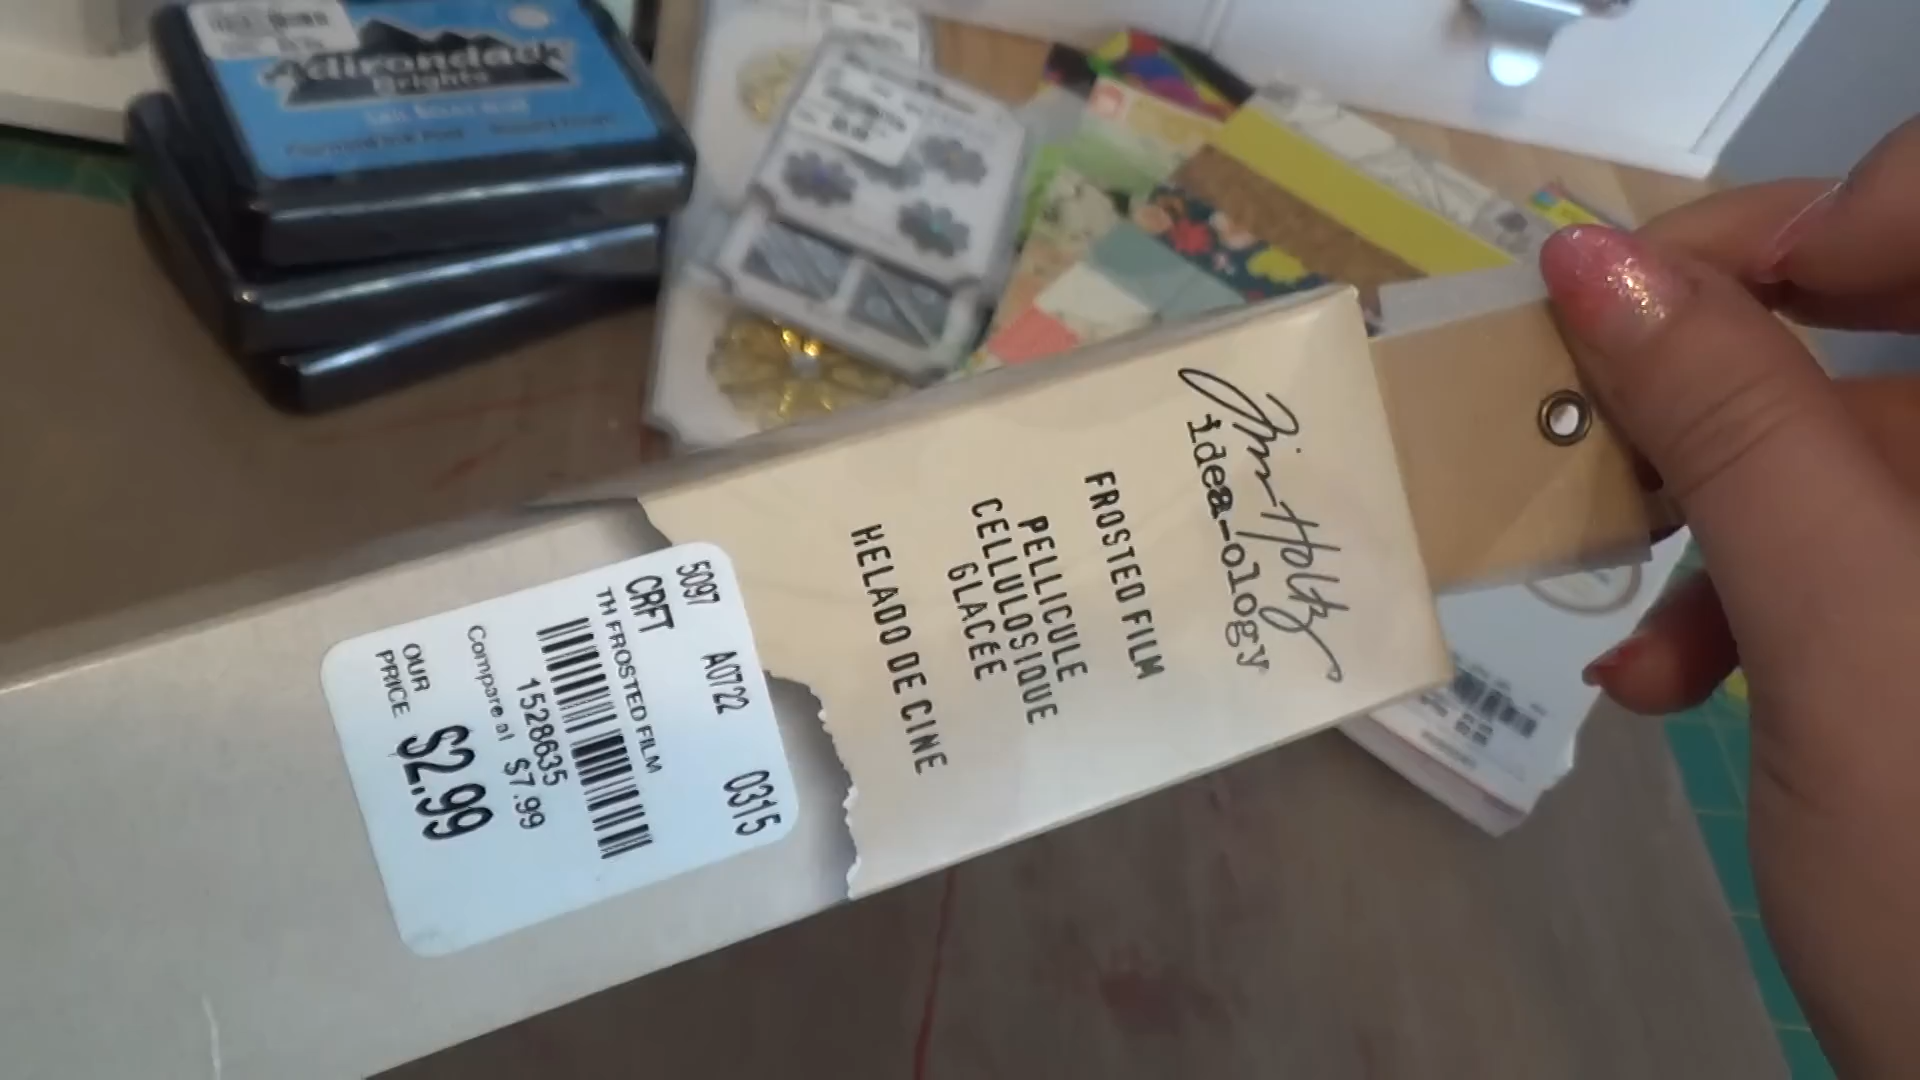 Adirondack
Brights
Tim Holtz
idea-ology
FROSTED FILM
PELLICULE
CELLULOSIQUE
GLACÉE
HELADO DE CINE
5097 A0722 0315
CRFT
TH FROSTED FILM
1528635
Compare at $7.99
OUR
PRICE $2.99